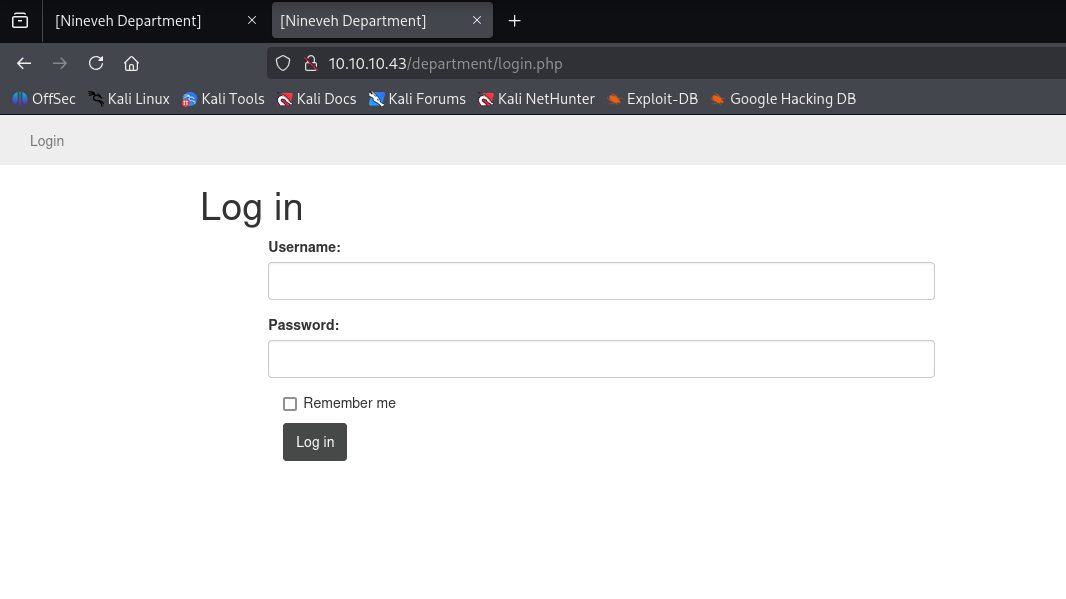 [Nineveh Department] [Nineveh Department]
10.10.10.43/department/login.php
OffSec Kali Linux Kali Tools Kali Docs Kali Forums Kali NetHunter Exploit-DB Google Hacking DB
Login
Log in
Username:
Password:
Remember me
Log in